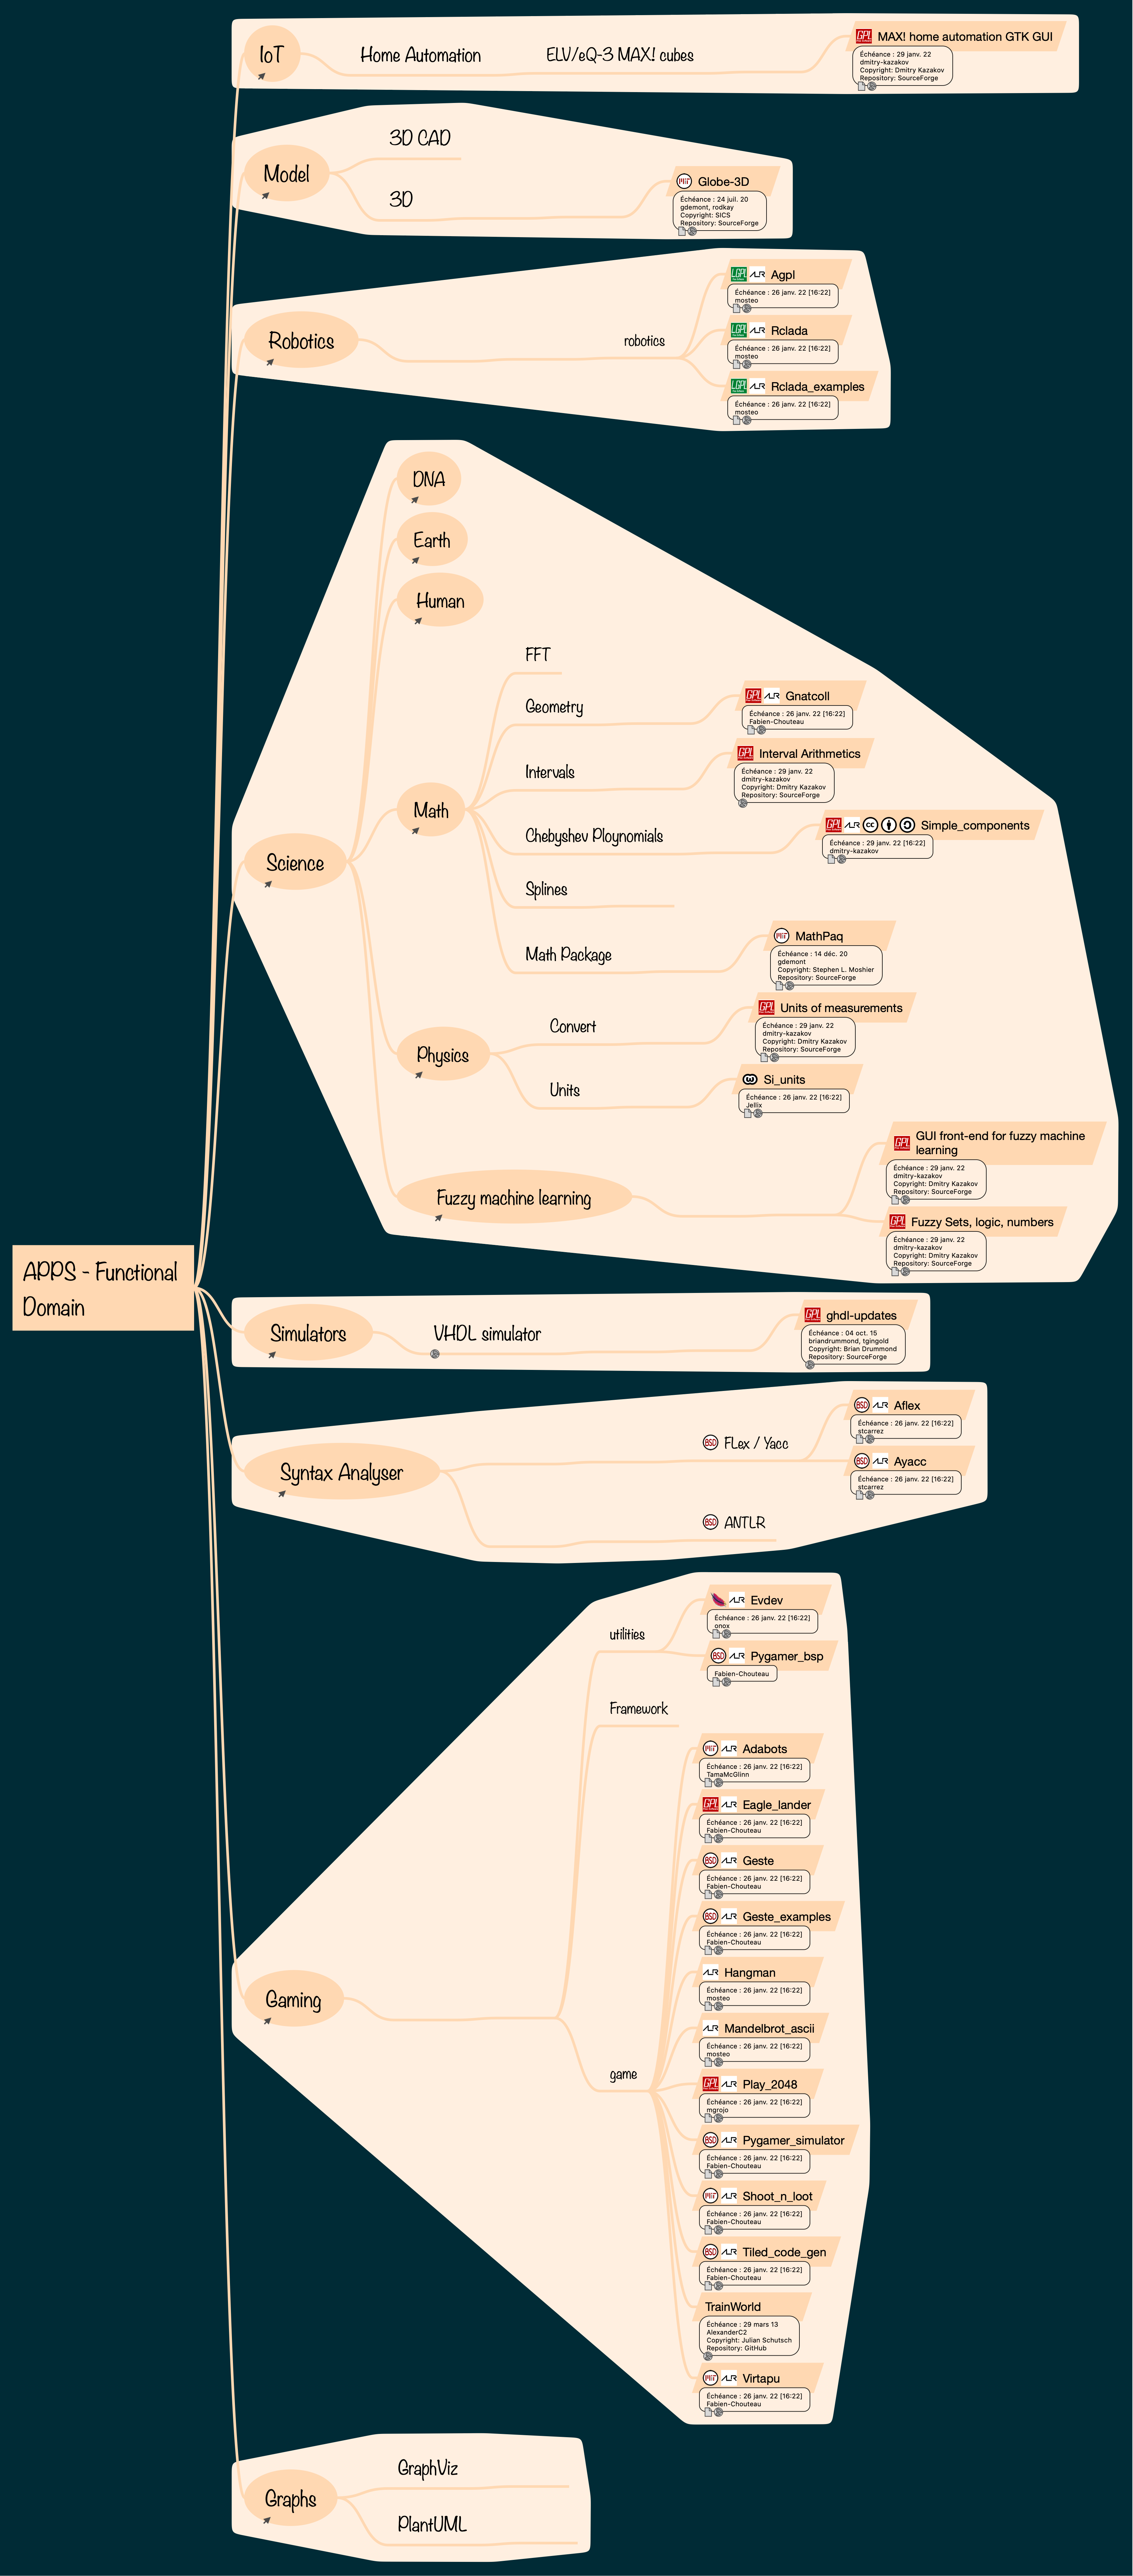 IoT
Home Automation
ELV/eQ-3 MAX! cubes
GPL
MAX! home automation GTK GUI
Échéance : 29 janv. 22
dmitry-kazakov
Copyright: Dmitry Kazakov
Repository: SourceForge
Model
3D CAD
3D
MIT
Globe-3D
Échéance : 24 juil. 20
gdemont, rodkay
Copyright: SICS
Repository: SourceForge
Robotics
robotics
LGPL ALR Agpl
Échéance : 26 janv. 22 [16:22]
mosteo
LGPL ALR Rclada
Échéance : 26 janv. 22 [16:22]
mosteo
LGPL ALR Rclada_examples
Échéance : 26 janv. 22 [16:22]
mosteo
Science
DNA
Earth
Human
Math
FFT
Geometry
GPL ALR Gnatcoll
Échéance : 26 janv. 22 [16:22]
Fabien-Chouteau
Intervals
GPL Interval Arithmetics
Échéance : 29 janv. 22
dmitry-kazakov
Copyright: Dmitry Kazakov
Repository: SourceForge
Chebyshev Ploynomials
GPL ALR cc Simple_components
Échéance : 29 janv. 22 [16:22]
dmitry-kazakov
Splines
Math Package
MIT MathPaq
Échéance : 14 déc. 20
gdemont
Copyright: Stephen L. Moshier
Repository: SourceForge
Physics
Convert
GPL Units of measurements
Échéance : 29 janv. 22
dmitry-kazakov
Copyright: Dmitry Kazakov
Repository: SourceForge
Units
Si_units
Échéance : 26 janv. 22 [16:22]
Jellix
Fuzzy machine learning
GPL GUI front-end for fuzzy machine
learning
Échéance : 29 janv. 22
dmitry-kazakov
Copyright: Dmitry Kazakov
Repository: SourceForge
GPL Fuzzy Sets, logic, numbers
Échéance : 29 janv. 22
dmitry-kazakov
Copyright: Dmitry Kazakov
Repository: SourceForge
APPS - Functional
Domain
Simulators
VHDL simulator
GPL ghdl-updates
Échéance : 04 oct. 15
briandrummond, tgingold
Copyright: Brian Drummond
Repository: SourceForge
Syntax Analyser
BSD FLex / Yacc
BSD ALR Aflex
Échéance : 26 janv. 22 [16:22]
stcarrez
BSD ALR Ayacc
Échéance : 26 janv. 22 [16:22]
stcarrez
BSD ANTLR
Gaming
utilities
ALR Evdev
Échéance : 26 janv. 22 [16:22]
onox
BSD ALR Pygamer_bsp
Fabien-Chouteau
Framework
game
MIT ALR Adabots
Échéance : 26 janv. 22 [16:22]
TamaMcGlinn
GPL ALR Eagle_lander
Échéance : 26 janv. 22 [16:22]
Fabien-Chouteau
BSD ALR Geste
Échéance : 26 janv. 22 [16:22]
Fabien-Chouteau
BSD ALR Geste_examples
Échéance : 26 janv. 22 [16:22]
Fabien-Chouteau
ALR Hangman
Échéance : 26 janv. 22 [16:22]
mosteo
ALR Mandelbrot_ascii
Échéance : 26 janv. 22 [16:22]
mosteo
GPL ALR Play_2048
Échéance : 26 janv. 22 [16:22]
mgrojo
BSD ALR Pygamer_simulator
Échéance : 26 janv. 22 [16:22]
Fabien-Chouteau
MIT ALR Shoot_n_loot
Échéance : 26 janv. 22 [16:22]
Fabien-Chouteau
BSD ALR Tiled_code_gen
Échéance : 26 janv. 22 [16:22]
Fabien-Chouteau
TrainWorld
Échéance : 29 mars 13
AlexanderC2
Copyright: Julian Schutsch
Repository: GitHub
MIT ALR Virtapu
Échéance : 26 janv. 22 [16:22]
Fabien-Chouteau
Graphs
GraphViz
PlantUML